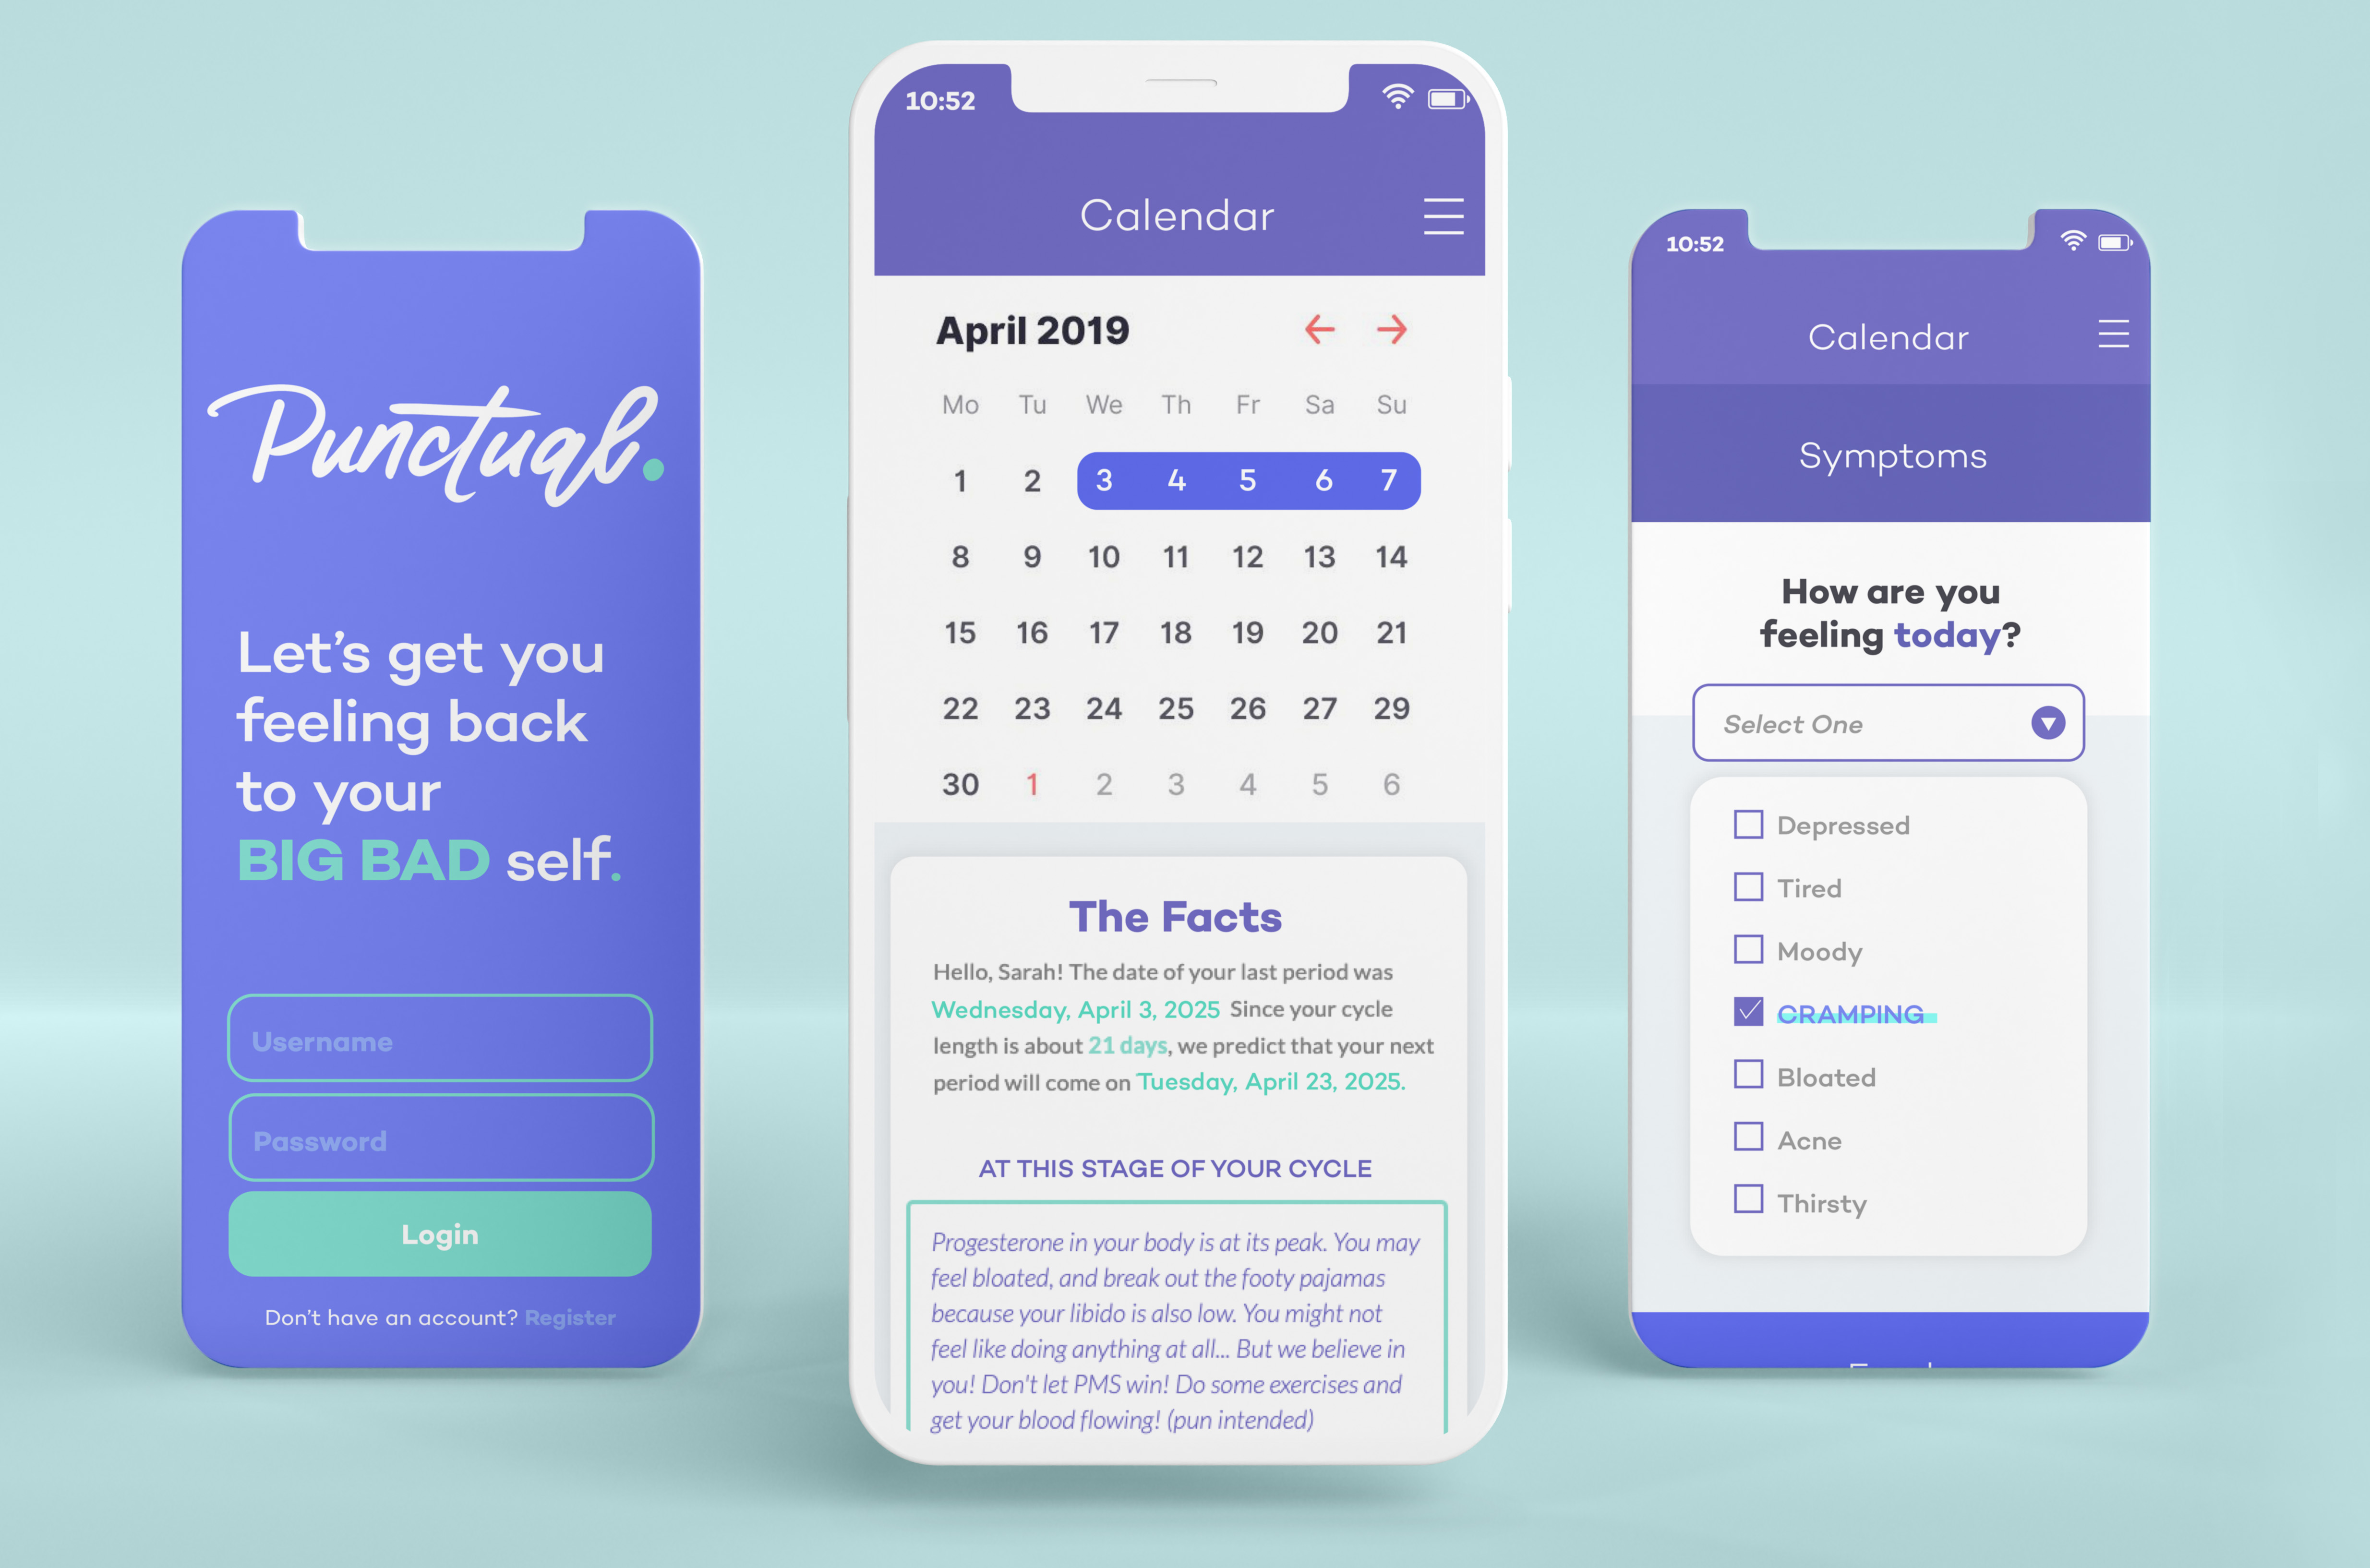 Punctual.
Let's get you
feeling back
to your
BIG BAD self.
Username
Password
Login
Don't have an account? Register
10:52
Calendar
April 2019
Mo Tu We Th Fr Sa Su
1 2 3 4 5 6 7
8 9 10 11 12 13 14
15 16 17 18 19 20 21
22 23 24 25 26 27 29
30 1 2 3 4 5 6
The Facts
Hello, Sarah! The date of your last period was
Wednesday, April 3, 2025 Since your cycle
length is about 21 days, we predict that your next
period will come on Tuesday, April 23, 2025.
AT THIS STAGE OF YOUR CYCLE
Progesterone in your body is at its peak. You may
feel bloated, and break out the footy pajamas
because your libido is also low. You might not
feel like doing anything at all... But we believe in
you! Don't let PMS win! Do some exercises and
get your blood flowing! (pun intended)
10:52
Calendar
Symptoms
How are you
feeling today?
Select One
Depressed
Tired
Moody
CRAMPING
Bloated
Acne
Thirsty